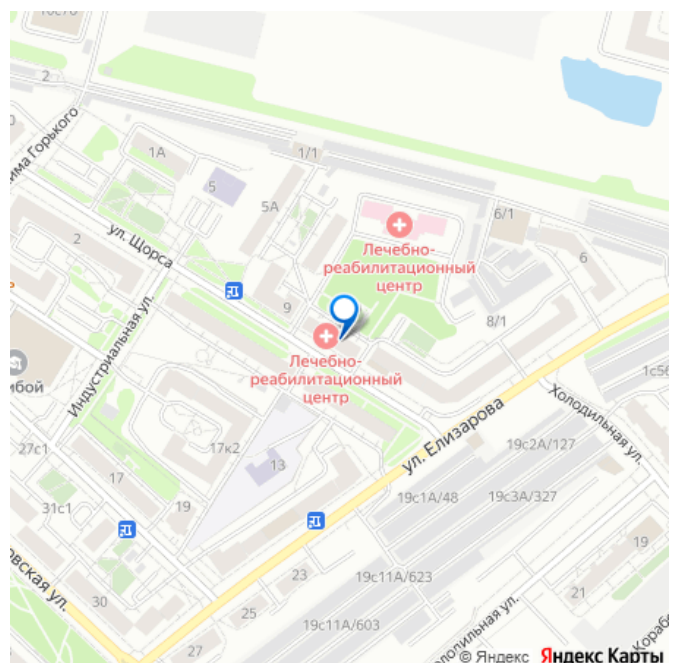 2
има Горького
1А
1/1
5
5А
6/1
2
ул. Щорса
Лечебно-
реабилитационный
центр
6
9
8/1
Индустриальная ул.
Лечебно-
реабилитационный
центр
1с56
ибой
ул. Елизарова
Холодильная ул.
27с1
17к2
13
19с2А/127
17
19с1А/48
19с3А/327
31с1
19
19
23
19с11А/623
21
овская ул.
30
25
19с11А/603
27
Кораб
© Яндекс Яндекс Карты